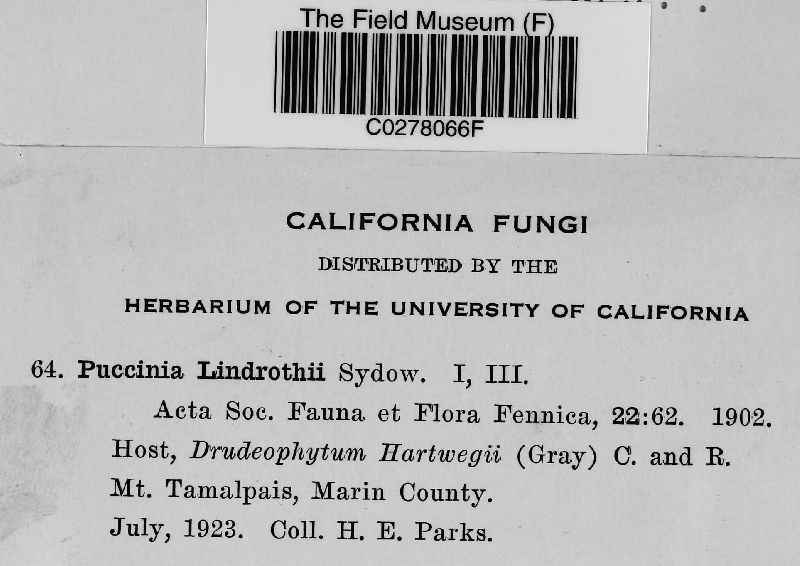 The Field Museum (F)
C0278066F
CALIFORNIA FUNGI
DISTRIBUTED BY THE
HERBARIUM OF THE UNIVERSITY OF CALIFORNIA
64. Puccinia Lindrothii Sydow. I, III.
Acta Soc. Fauna et Flora Fennica, 22:62. 1902.
Host, Drudeophytum Hartwegii (Gray) C. and R.
Mt. Tamalpais, Marin County.
July, 1923. Coll. H. E. Parks.